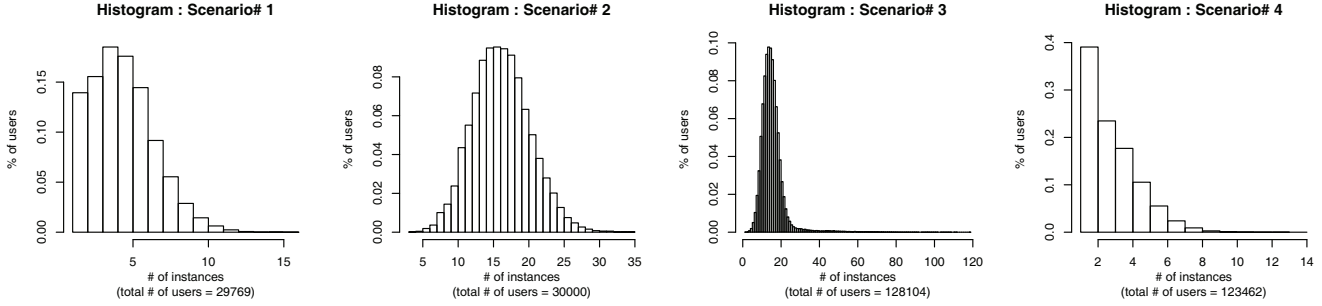 Histogram : Scenario# 1
% of users
0.00 0.05 0.10 0.15
5 10 15
# of instances
(total # of users = 29769)
Histogram : Scenario# 2
% of users
0.00 0.02 0.04 0.06 0.08
5 10 15 20 25 30 35
# of instances
(total # of users = 30000)
Histogram : Scenario# 3
% of users
0.00 0.02 0.04 0.06 0.08 0.10
0 20 40 60 80 100 120
# of instances
(total # of users = 128104)
Histogram : Scenario# 4
% of users
0.0 0.1 0.2 0.3 0.4
2 4 6 8 10 12 14
# of instances
(total # of users = 123462)